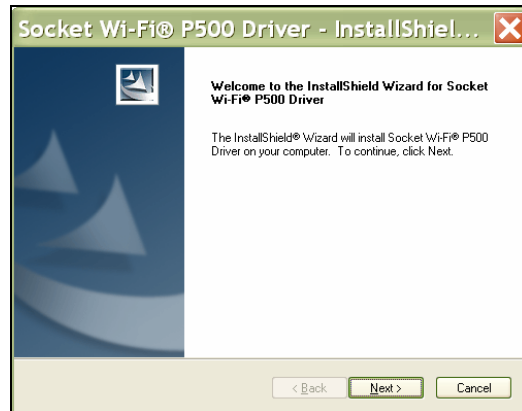 Socket Wi-Fi® P500 Driver - InstallShiel...
Welcome to the InstallShield Wizard for Socket
Wi-Fi® P500 Driver
The InstallShield® Wizard will install Socket Wi-Fi® P500
Driver on your computer. To continue, click Next.
< Back Next > Cancel